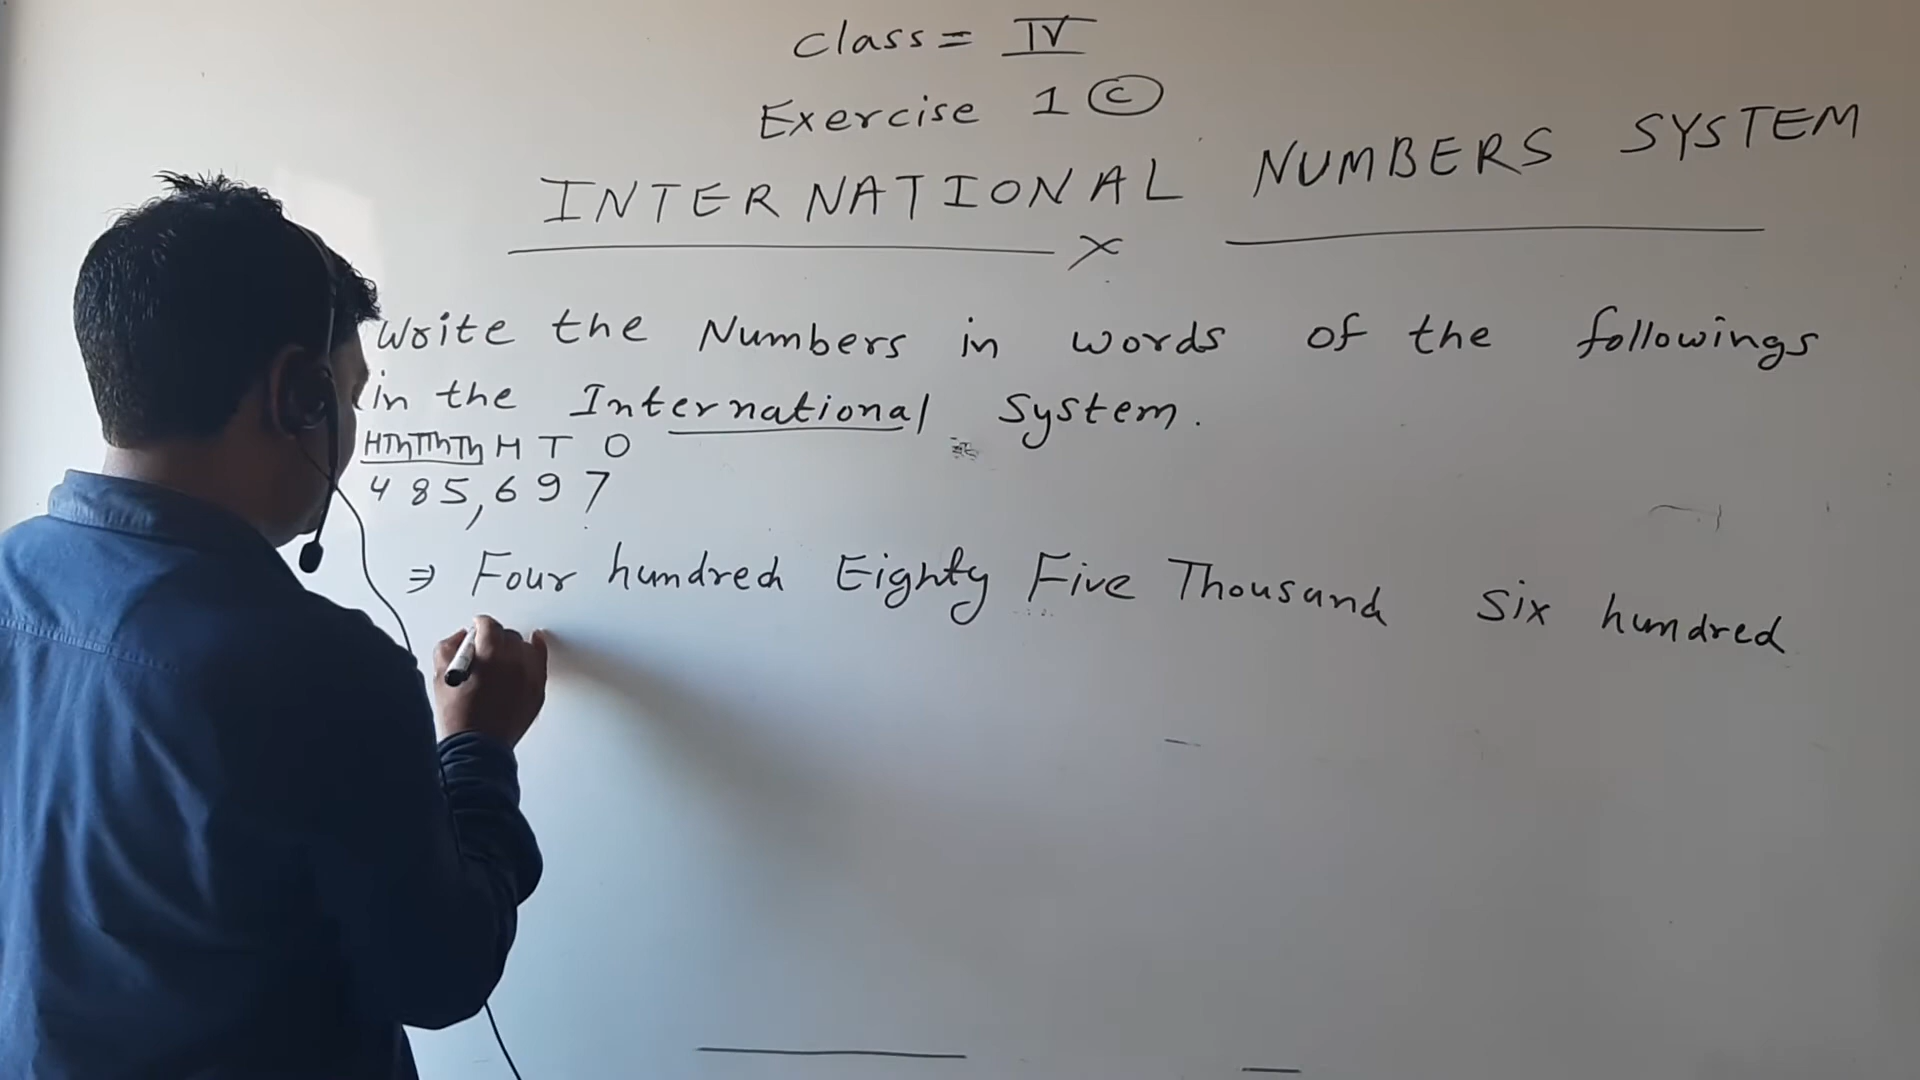 Class = IV
Exercise 1 C
INTERNATIONAL NUMBERS SYSTEM
Write the Numbers in words of the followings
in the International System.
HTh TTh Th H T O
485,697
⇒ Four hundred Eighty Five Thousand Six hundred